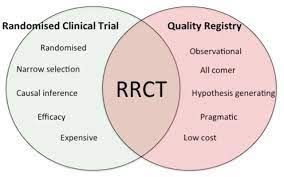 Randomised Clinical Trial
Quality Registry
Randomised
Narrow selection
Causal inference
Efficacy
Expensive
RRCT
Observational
All comer
Hypothesis generating
Pragmatic
Low cost